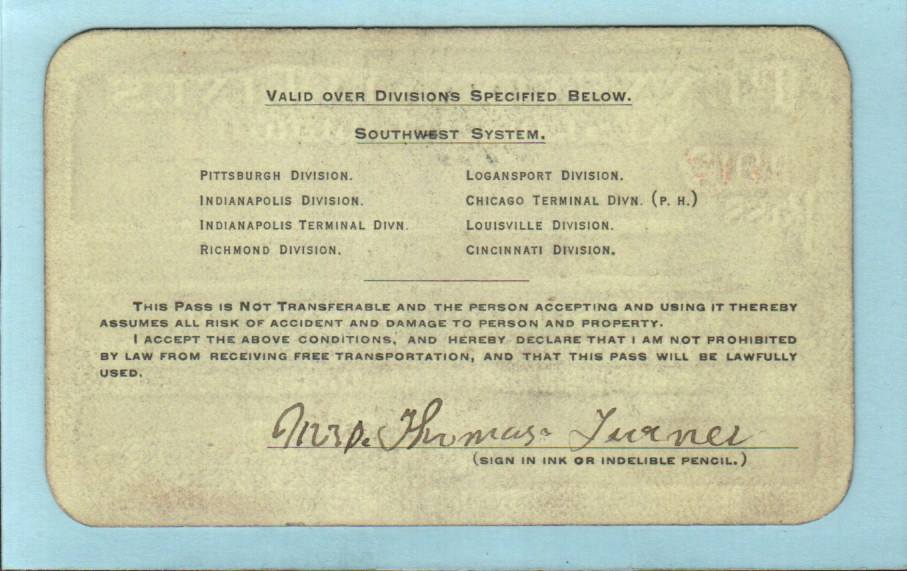 VALID OVER DIVISIONS SPECIFIED BELOW.
SOUTHWEST SYSTEM.
PITTSBURGH DIVISION. LOGANSPORT DIVISION.
INDIANAPOLIS DIVISION. CHICAGO TERMINAL DIVN. (P. H.)
INDIANAPOLIS TERMINAL DIVN. LOUISVILLE DIVISION.
RICHMOND DIVISION. CINCINNATI DIVISION.
THIS PASS IS NOT TRANSFERABLE AND THE PERSON ACCEPTING AND USING IT THEREBY
ASSUMES ALL RISK OF ACCIDENT AND DAMAGE TO PERSON AND PROPERTY.
I ACCEPT THE ABOVE CONDITIONS, AND HEREBY DECLARE THAT I AM NOT PROHIBITED
BY LAW FROM RECEIVING FREE TRANSPORTATION, AND THAT THIS PASS WILL BE LAWFULLY
USED.
Mrs. Thomas Turner
(SIGN IN INK OR INDELIBLE PENCIL.)